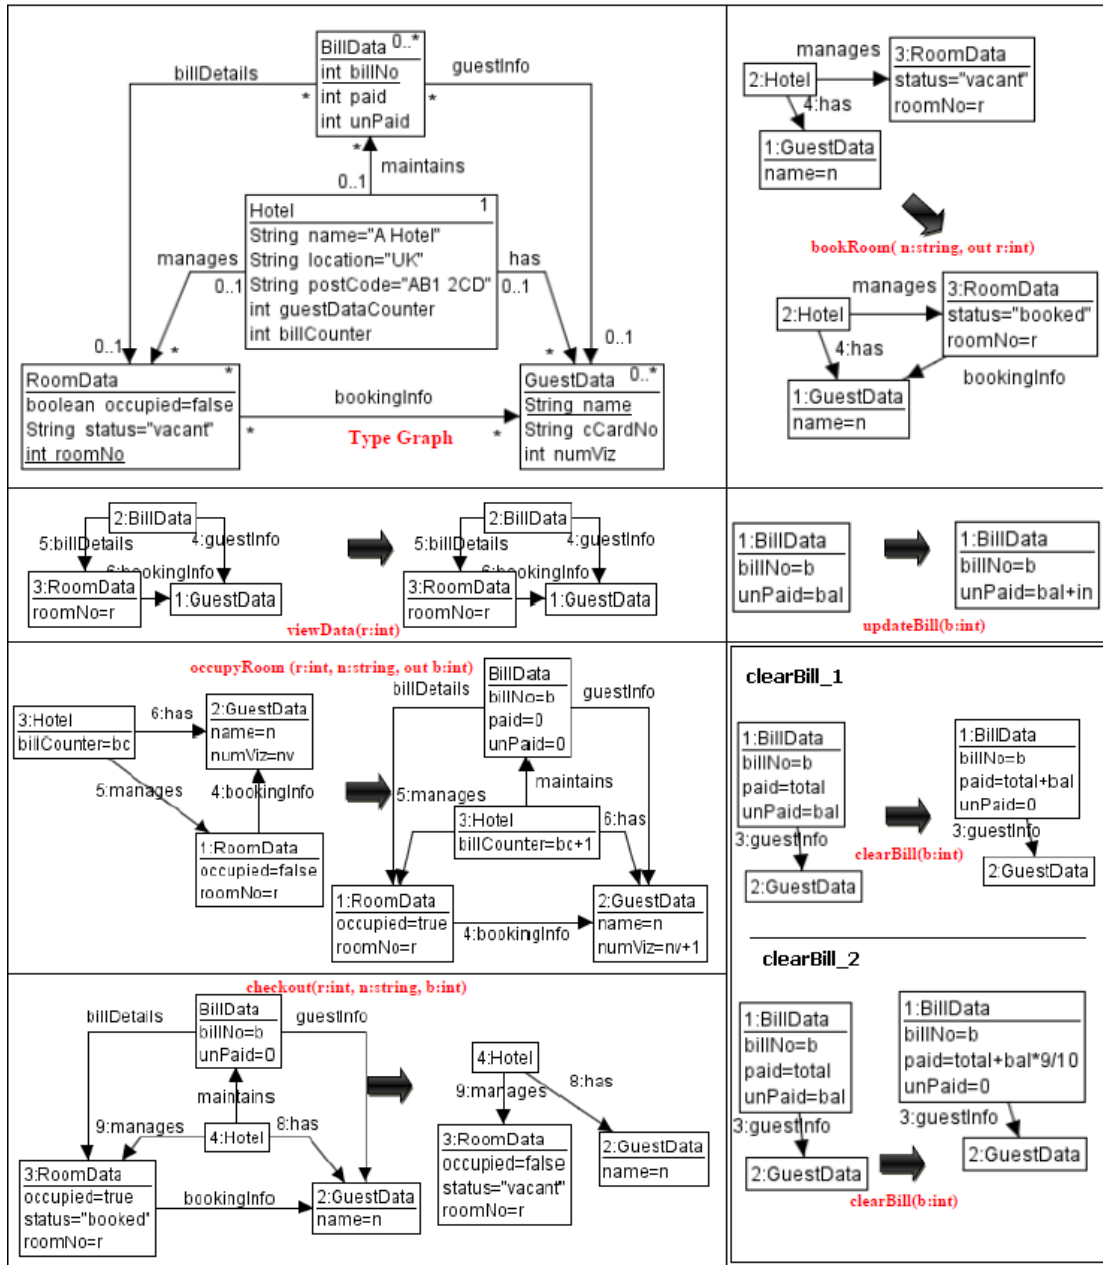 BillData 0..*
int billNo
int paid
int unPaid
billDetails
guestInfo
*
*
*
maintains
0..1
Hotel 1
String name="A Hotel"
String location="UK"
String postCode="AB1 2CD"
int guestDataCounter
int billCounter
manages
0..1
has
0..1
0..1
*
*
0..1
RoomData *
boolean occupied=false
String status="vacant"
int roomNo
bookingInfo
*
*
Type Graph
GuestData 0..*
String name
String cCardNo
int numViz
manages
2:Hotel
3:RoomData
status="vacant"
roomNo=r
4:has
1:GuestData
name=n
bookRoom( n:string, out r:int)
manages
2:Hotel
3:RoomData
status="booked"
roomNo=r
4:has
bookingInfo
1:GuestData
name=n
2:BillData
5:billDetails
4:guestInfo
6:bookingInfo
3:RoomData
roomNo=r
1:GuestData
2:BillData
5:billDetails
4:guestInfo
6:bookingInfo
3:RoomData
roomNo=r
1:GuestData
viewData(r:int)
1:BillData
billNo=b
unPaid=bal
1:BillData
billNo=b
unPaid=bal+in
updateBill(b:int)
occupyRoom (r:int, n:string, out b:int)
3:Hotel
billCounter=bc
6:has
2:GuestData
name=n
numViz=nv
5:manages
4:bookingInfo
1:RoomData
occupied=false
roomNo=r
billDetails
BillData
billNo=b
paid=0
unPaid=0
guestInfo
maintains
5:manages
3:Hotel
billCounter=bc+1
6:has
1:RoomData
occupied=true
roomNo=r
4:bookingInfo
2:GuestData
name=n
numViz=nv+1
clearBill_1
1:BillData
billNo=b
paid=total
unPaid=bal
3:guestInfo
2:GuestData
1:BillData
billNo=b
paid=total+bal
unPaid=0
3:guestInfo
2:GuestData
clearBill(b:int)
clearBill_2
1:BillData
billNo=b
paid=total
unPaid=bal
3:guestInfo
2:GuestData
1:BillData
billNo=b
paid=total+bal*9/10
unPaid=0
3:guestInfo
2:GuestData
clearBill(b:int)
checkout(r:int, n:string, b:int)
billDetails
BillData
billNo=b
unPaid=0
guestInfo
maintains
9:manages
4:Hotel
8:has
3:RoomData
occupied=true
status="booked"
roomNo=r
bookingInfo
2:GuestData
name=n
4:Hotel
9:manages
8:has
3:RoomData
occupied=false
status="vacant"
roomNo=r
2:GuestData
name=n